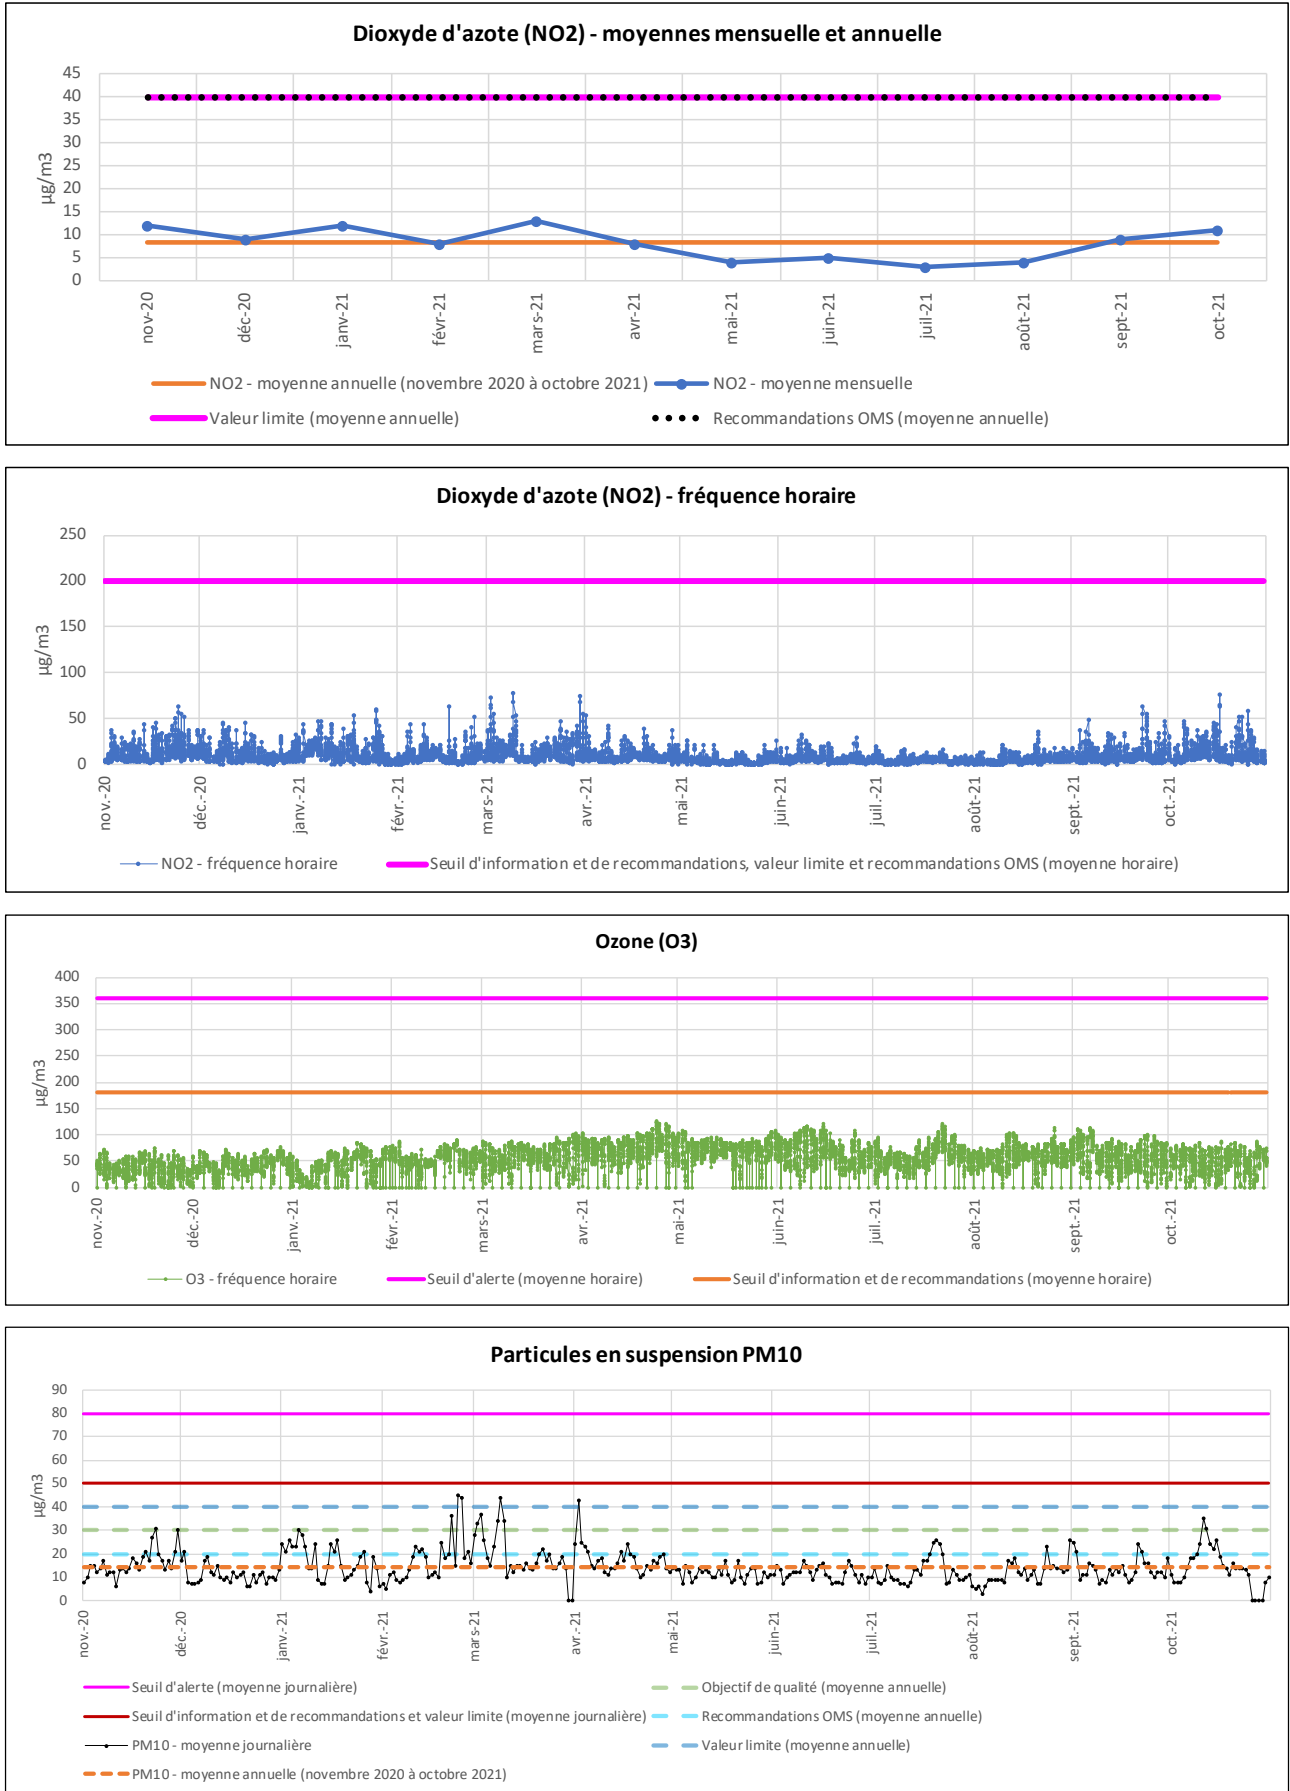 Dioxyde d'azote (NO2) - moyennes mensuelle et annuelle
45
40
35
30
25
20
15
10
5
0
µg/m3
nov-20
déc-20
janv-21
févr-21
mars-21
avr-21
mai-21
juin-21
juil-21
août-21
sept-21
oct-21
NO2 - moyenne annuelle (novembre 2020 à octobre 2021)
NO2 - moyenne mensuelle
Valeur limite (moyenne annuelle)
Recommandations OMS (moyenne annuelle)
Dioxyde d'azote (NO2) - fréquence horaire
250
200
150
100
50
0
µg/m3
nov.-20
déc.-20
janv.-21
févr.-21
mars-21
avr.-21
mai-21
juin-21
juil.-21
août-21
sept.-21
oct.-21
NO2 - fréquence horaire
Seuil d'information et de recommandations, valeur limite et recommandations OMS (moyenne horaire)
Ozone (O3)
400
350
300
250
200
150
100
50
0
µg/m3
nov.-20
déc.-20
janv.-21
févr.-21
mars-21
avr.-21
mai-21
juin-21
juil.-21
août-21
sept.-21
oct.-21
O3 - fréquence horaire
Seuil d'alerte (moyenne horaire)
Seuil d'information et de recommandations (moyenne horaire)
Particules en suspension PM10
90
80
70
60
50
40
30
20
10
0
µg/m3
nov.-20
déc.-20
janv.-21
févr.-21
mars-21
avr.-21
mai-21
juin-21
juil.-21
août-21
sept.-21
oct.-21
Seuil d'alerte (moyenne journalière)
Objectif de qualité (moyenne annuelle)
Seuil d'information et de recommandations et valeur limite (moyenne journalière)
Recommandations OMS (moyenne annuelle)
PM10 - moyenne journalière
Valeur limite (moyenne annuelle)
PM10 - moyenne annuelle (novembre 2020 à octobre 2021)